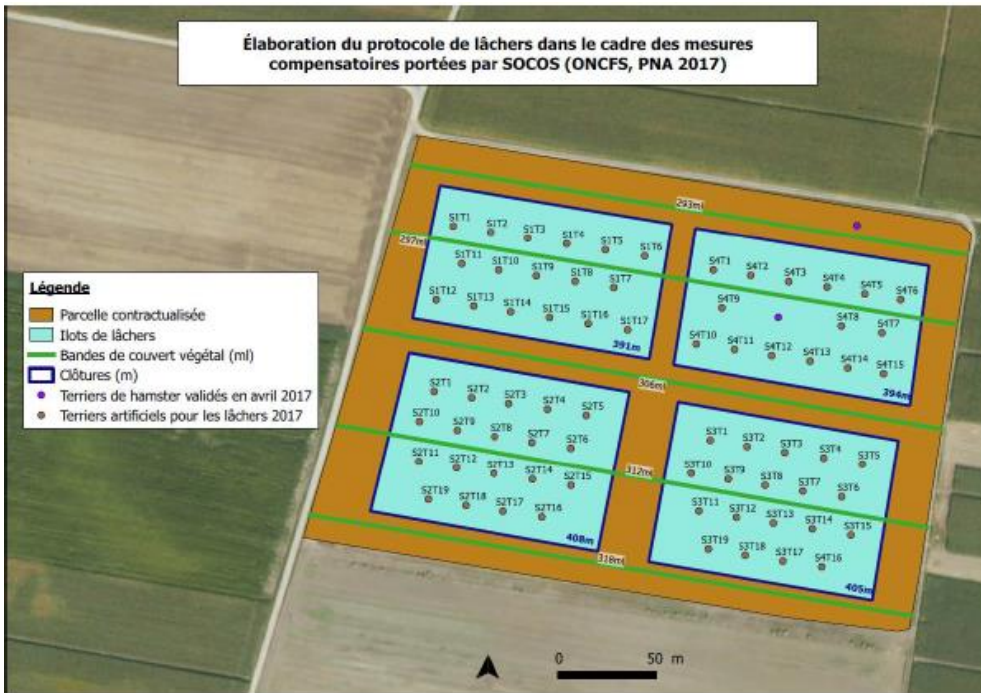 Élaboration du protocole de lâchers dans le cadre des mesures
compensatoires portées par SOCOS (ONCFS, PNA 2017)
293ml
297ml
S1T1 S1T2 S1T3 S1T4 S1T5 S1T6
S1T11 S1T10 S1T9 S1T8 S1T7
S1T12 S1T13 S1T14 S1T15 S1T16 S1T17
391m
S4T1 S4T2 S4T3 S4T4 S4T5 S4T6
S4T9 S4T8 S4T7
S4T10 S4T11 S4T12 S4T13 S4T14 S4T15
394m
Légende
Parcelle contractualisée
Ilots de lâchers
Bandes de couvert végétal (ml)
Clôtures (m)
Terriers de hamster validés en avril 2017
Terriers artificiels pour les lâchers 2017
306ml
S2T1 S2T2 S2T3 S2T4 S2T5
S2T10 S2T9 S2T8 S2T7 S2T6
S2T11 S2T12 S2T13 S2T14 S2T15
S2T19 S2T18 S2T17 S2T16
408m
312ml
S3T1 S3T2 S3T3 S3T4 S3T5
S3T10 S3T9 S3T8 S3T7 S3T6
S3T11 S3T12 S3T13 S3T14 S3T15
S3T19 S3T18 S3T17 S4T16
405m
318ml
0 50 m